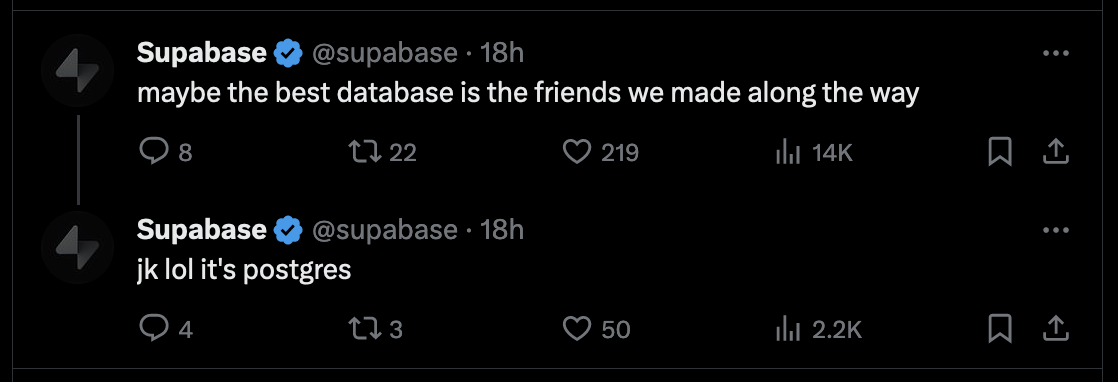 Supabase @supabase · 18h
maybe the best database is the friends we made along the way
8 22 219 14K
Supabase @supabase · 18h
jk lol it's postgres
4 3 50 2.2K